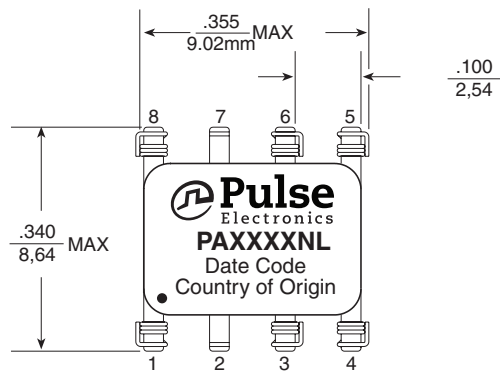 .355
9.02mm MAX
.100
2,54
8 7 6 5
.340
8,64 MAX
Pulse
Electronics
PAXXXXNL
Date Code
Country of Origin
1 2 3 4